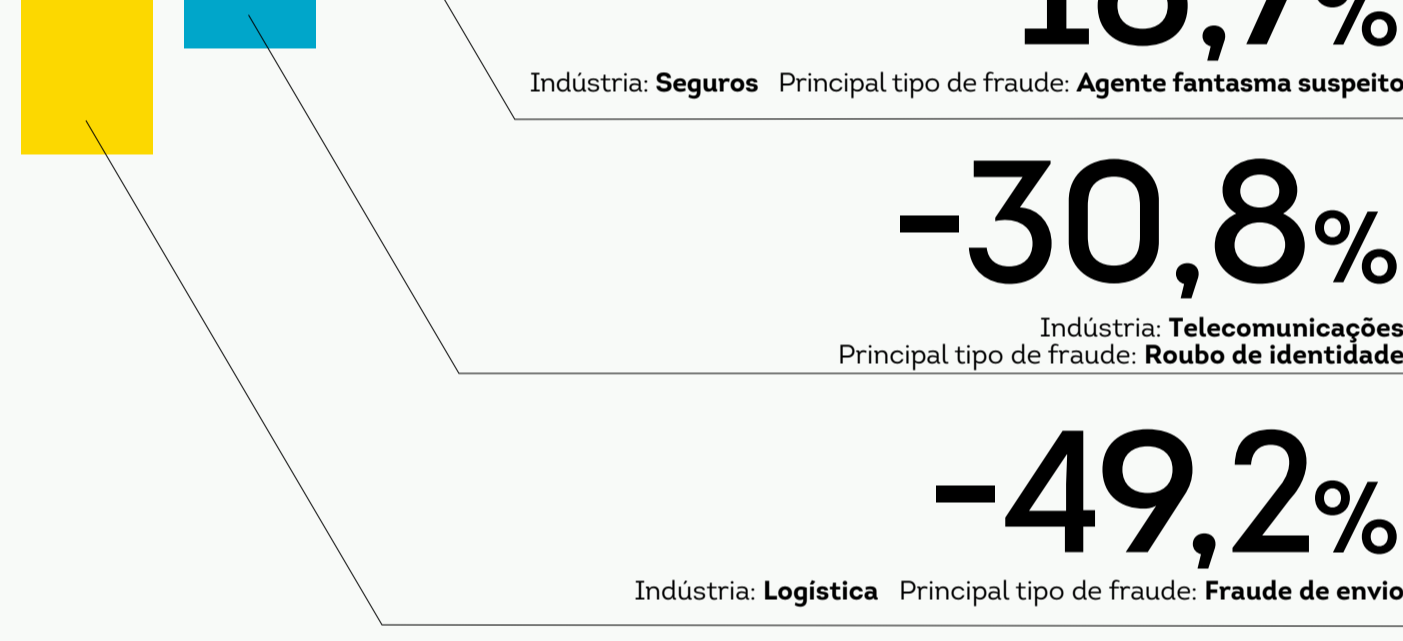 Indústria: Seguros Principal tipo de fraude: Agente fantasma suspeito
-30,8%
Indústria: Telecomunicações
Principal tipo de fraude: Roubo de identidade
-49,2%
Indústria: Logística Principal tipo de fraude: Fraude de envio